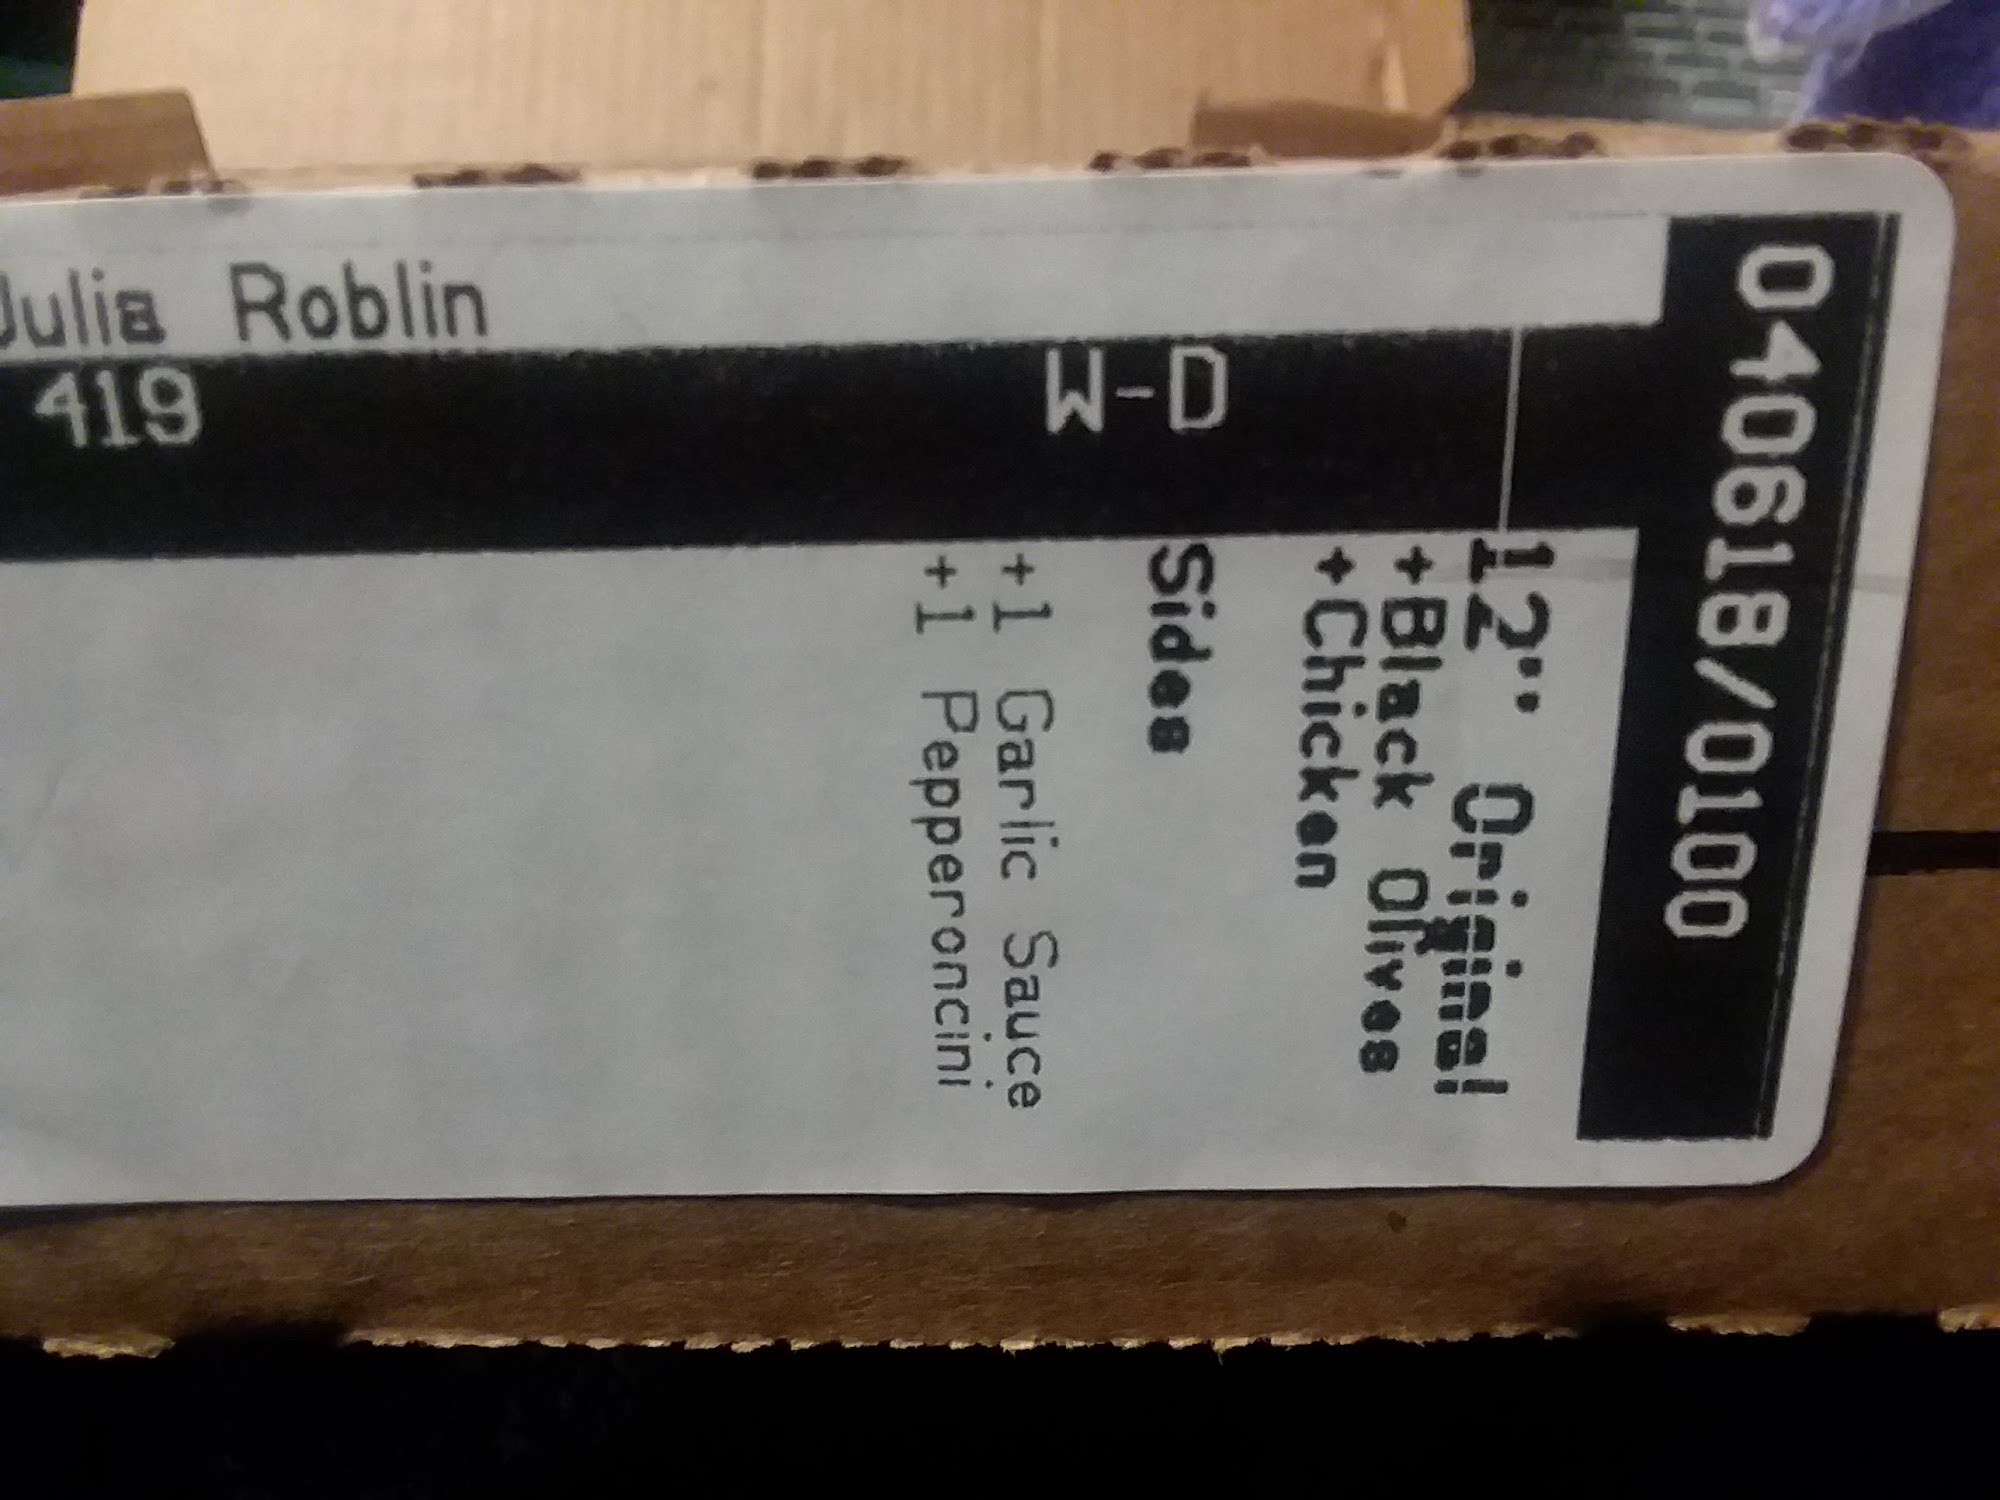 040618/0100
12" Original
+Black Olives
+Chicken
Sides
+1 Garlic Sauce
+1 Pepperoncini
W-D
Julia Roblin
419